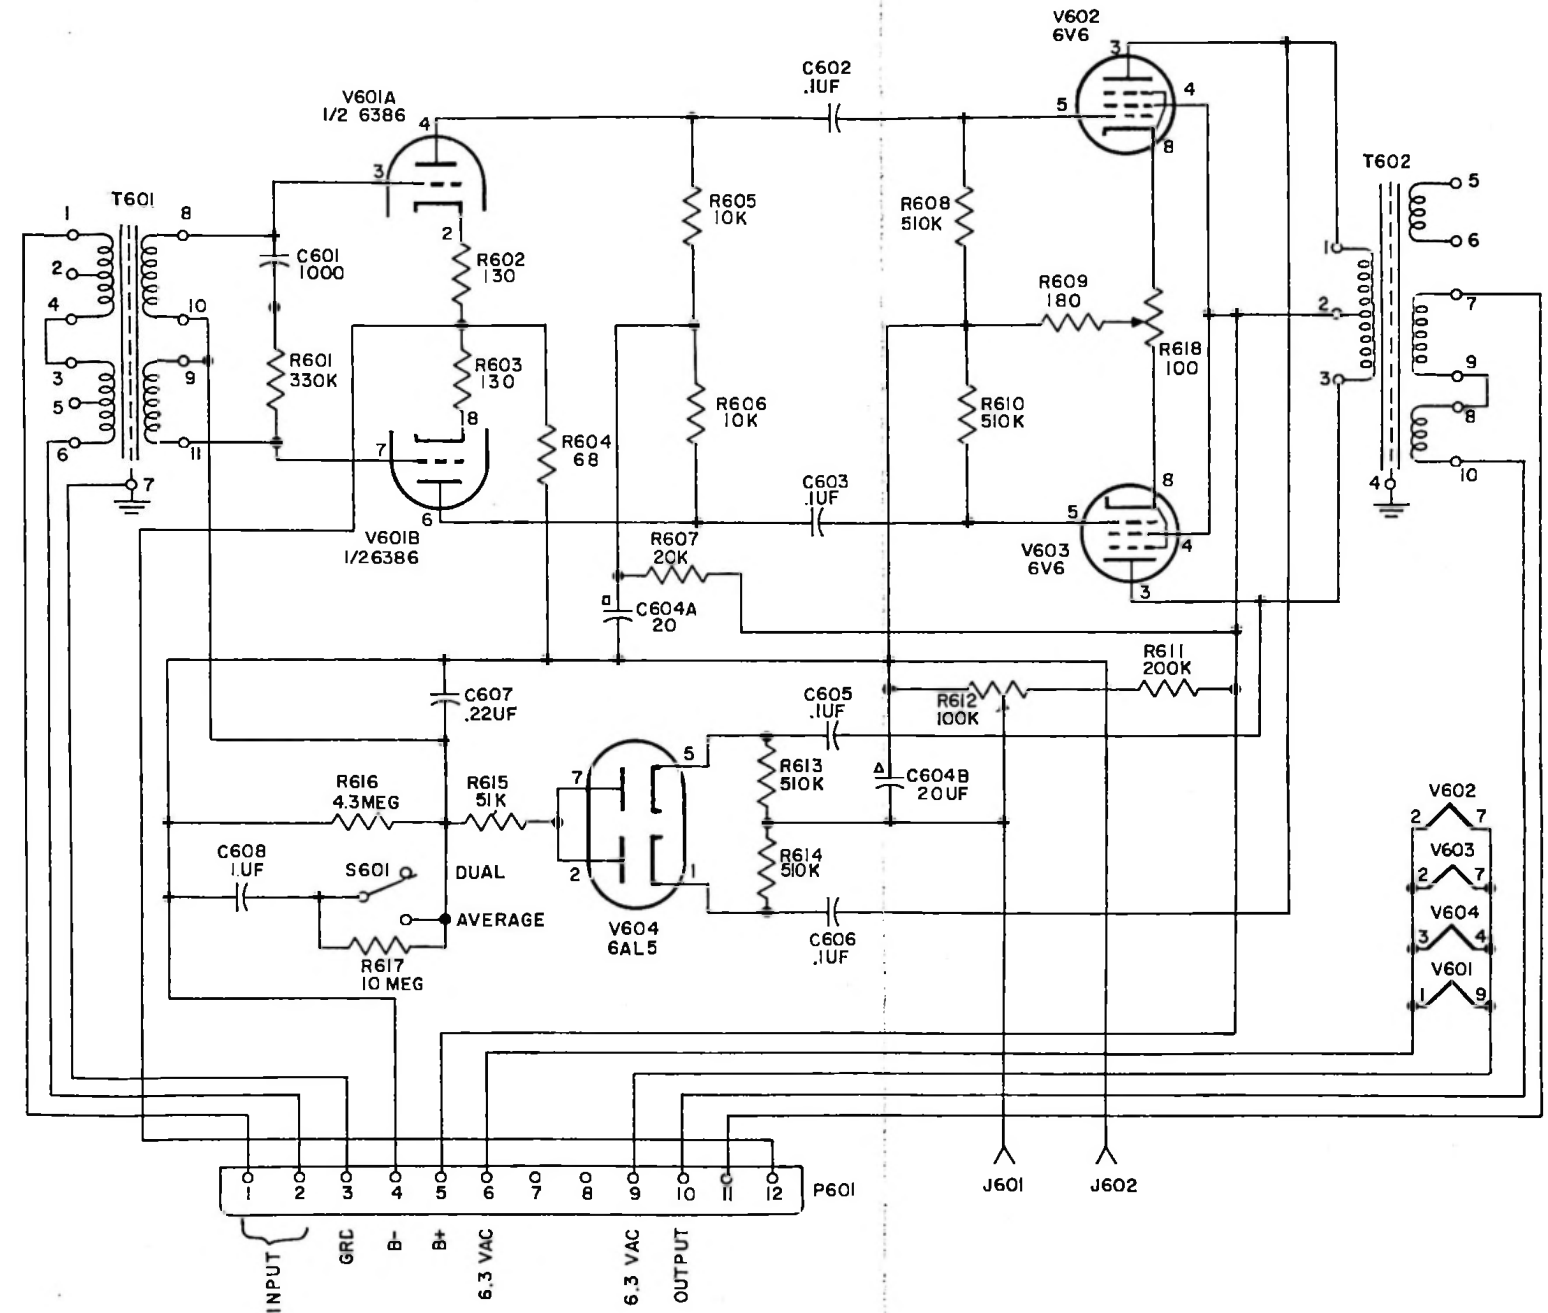 V602
6V6
3
4
5
8
C602
.1UF
V601A
1/2 6386
4
3
2
T601
1
2
4
3
5
6
8
10
9
11
7
C601
1000
R601
330K
R602
130
R603
130
8
7
6
V601B
1/26386
R604
68
R605
10K
R606
10K
R608
510K
R609
180
R610
510K
R618
100
T602
1
2
3
4
5
6
7
9
8
10
C603
.1UF
5
8
4
3
V603
6V6
R607
20K
C604A
20
R611
200K
R612
100K
C607
.22UF
C605
.1UF
R613
510K
C604B
20UF
R614
510K
C606
.1UF
R616
4.3MEG
R615
51K
7
2
5
1
V604
6AL5
C608
1.UF
S601
DUAL
AVERAGE
R617
10 MEG
V602
2 7
V603
2 7
V604
3 4
V601
1 9
J601
J602
1 2 3 4 5 6 7 8 9 10 11 12
P601
INPUT
GRD
B-
B+
6.3 VAC
6.3 VAC
OUTPUT